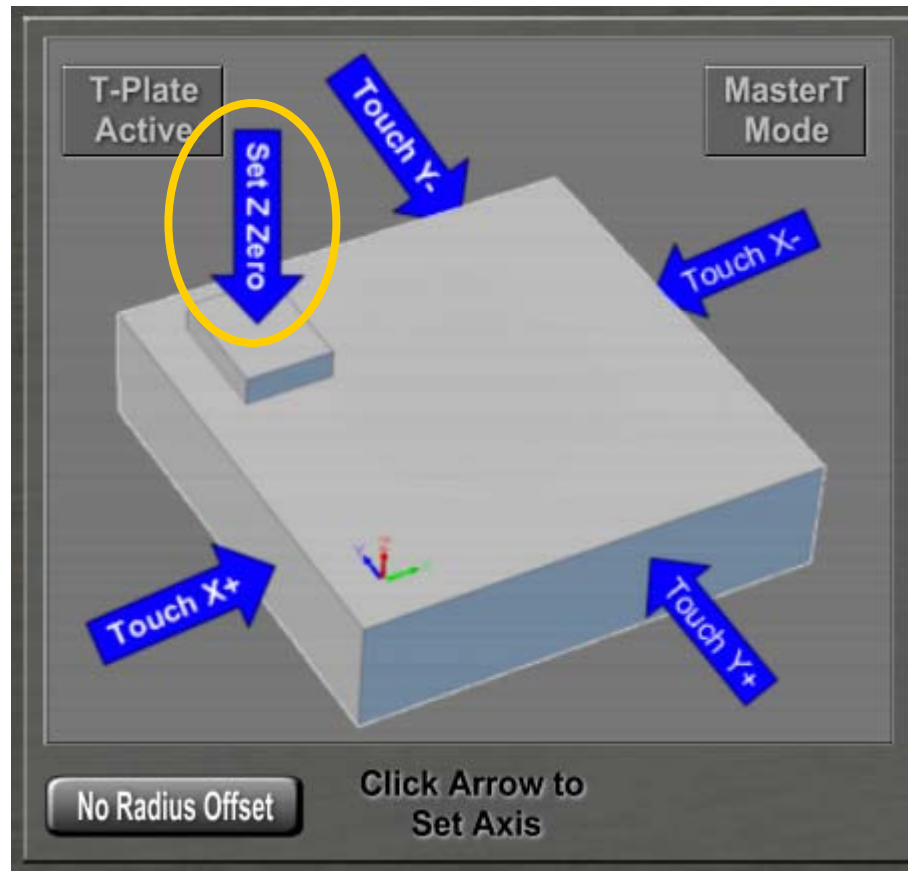 T-Plate
Active
MasterT
Mode
Set Z Zero
Touch Y-
Touch X-
Touch X+
Touch Y+
No Radius Offset
Click Arrow to
Set Axis